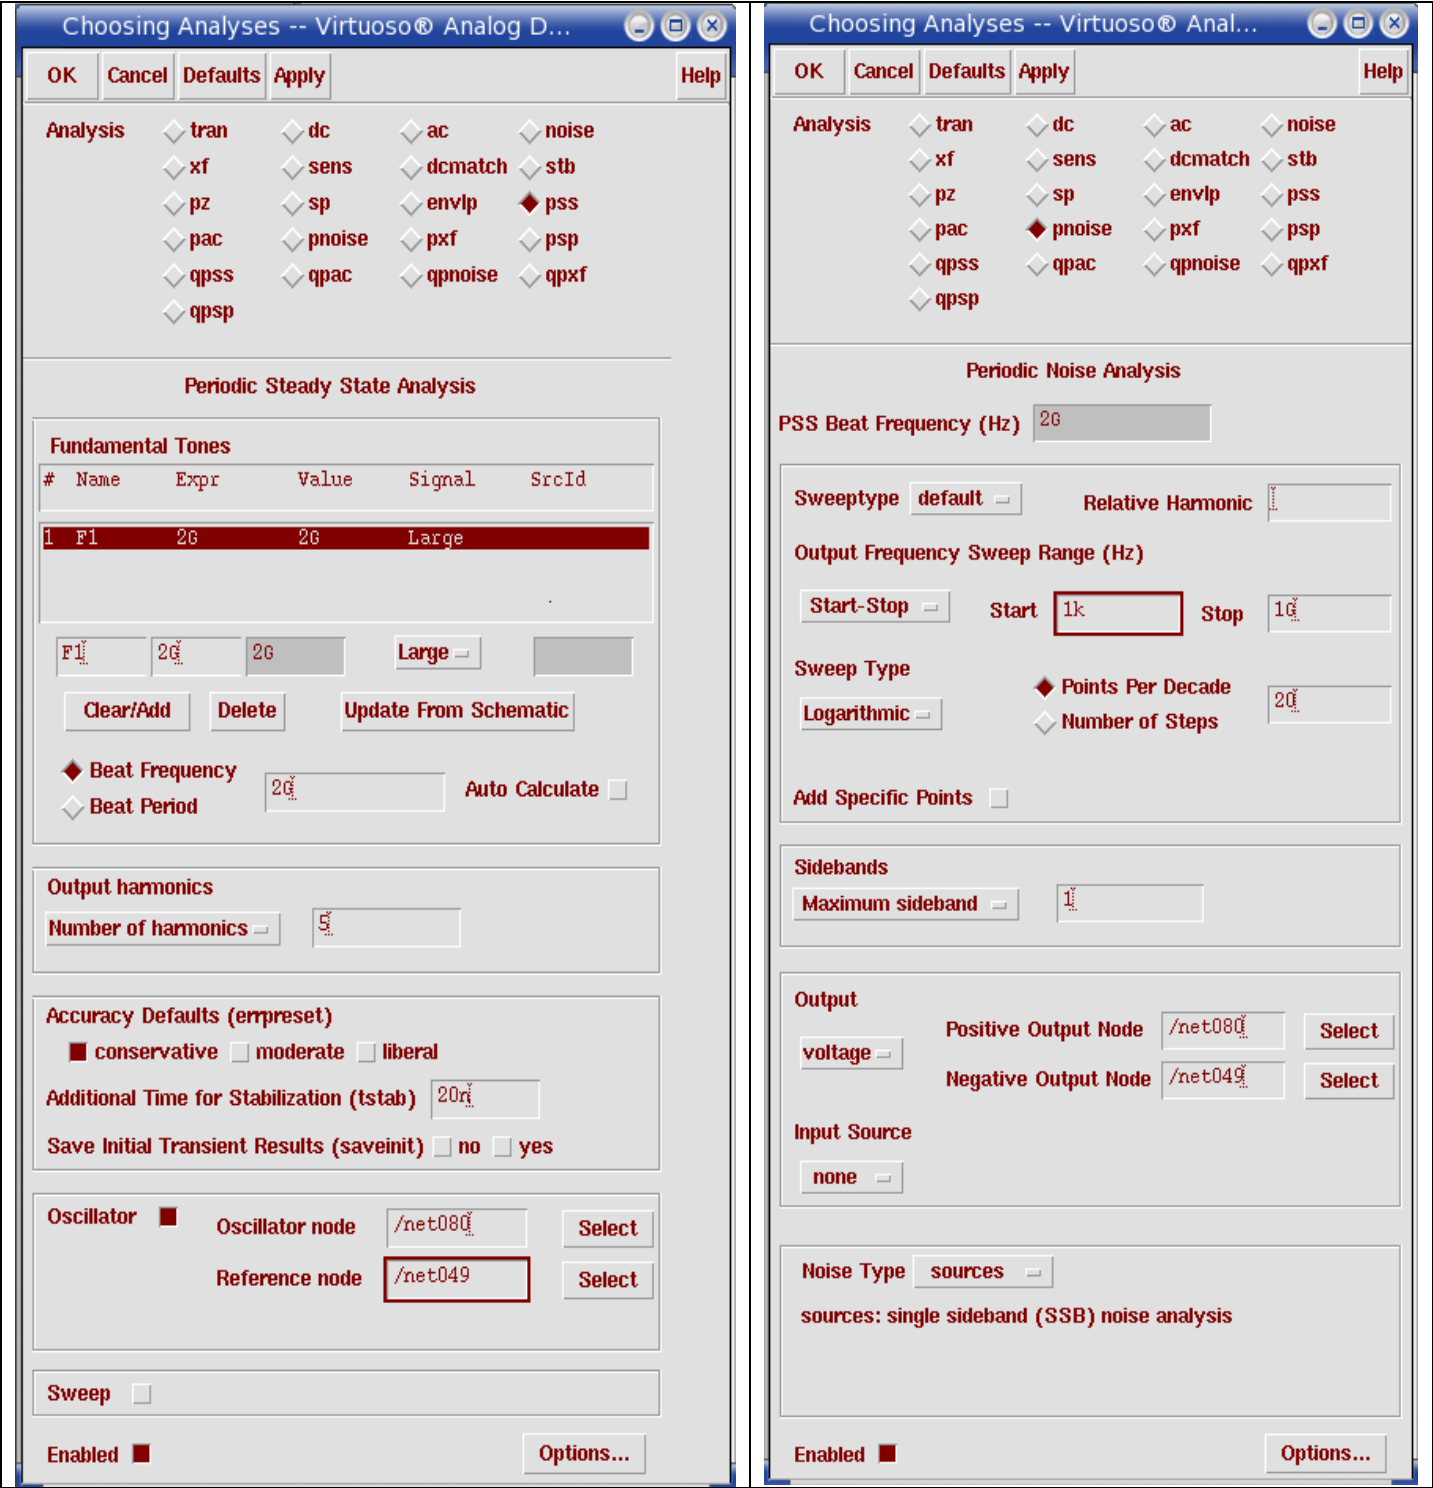 Choosing Analyses -- Virtuoso® Analog D...
OK Cancel Defaults Apply Help
Analysis tran dc ac noise
xf sens dcmatch stb
pz sp envlp pss
pac pnoise pxf psp
qpss qpac qpnoise qpxf
qpsp
Periodic Steady State Analysis
Fundamental Tones
# Name Expr Value Signal SrcId
1 F1 2G 2G Large
F1 2G 2G Large
Clear/Add Delete Update From Schematic
Beat Frequency
Beat Period
2G Auto Calculate
Output harmonics
Number of harmonics 5
Accuracy Defaults (errpreset)
conservative moderate liberal
Additional Time for Stabilization (tstab) 20n
Save Initial Transient Results (saveinit) no yes
Oscillator Oscillator node /net080 Select
Reference node /net049 Select
Sweep
Enabled Options...
Choosing Analyses -- Virtuoso® Anal...
OK Cancel Defaults Apply Help
Analysis tran dc ac noise
xf sens dcmatch stb
pz sp envlp pss
pac pnoise pxf psp
qpss qpac qpnoise qpxf
qpsp
Periodic Noise Analysis
PSS Beat Frequency (Hz) 2G
Sweeptype default Relative Harmonic
Output Frequency Sweep Range (Hz)
Start-Stop Start 1k Stop 1G
Sweep Type
Logarithmic
Points Per Decade
Number of Steps
20
Add Specific Points
Sidebands
Maximum sideband 1
Output
voltage
Positive Output Node /net080 Select
Negative Output Node /net049 Select
Input Source
none
Noise Type sources
sources: single sideband (SSB) noise analysis
Enabled Options...